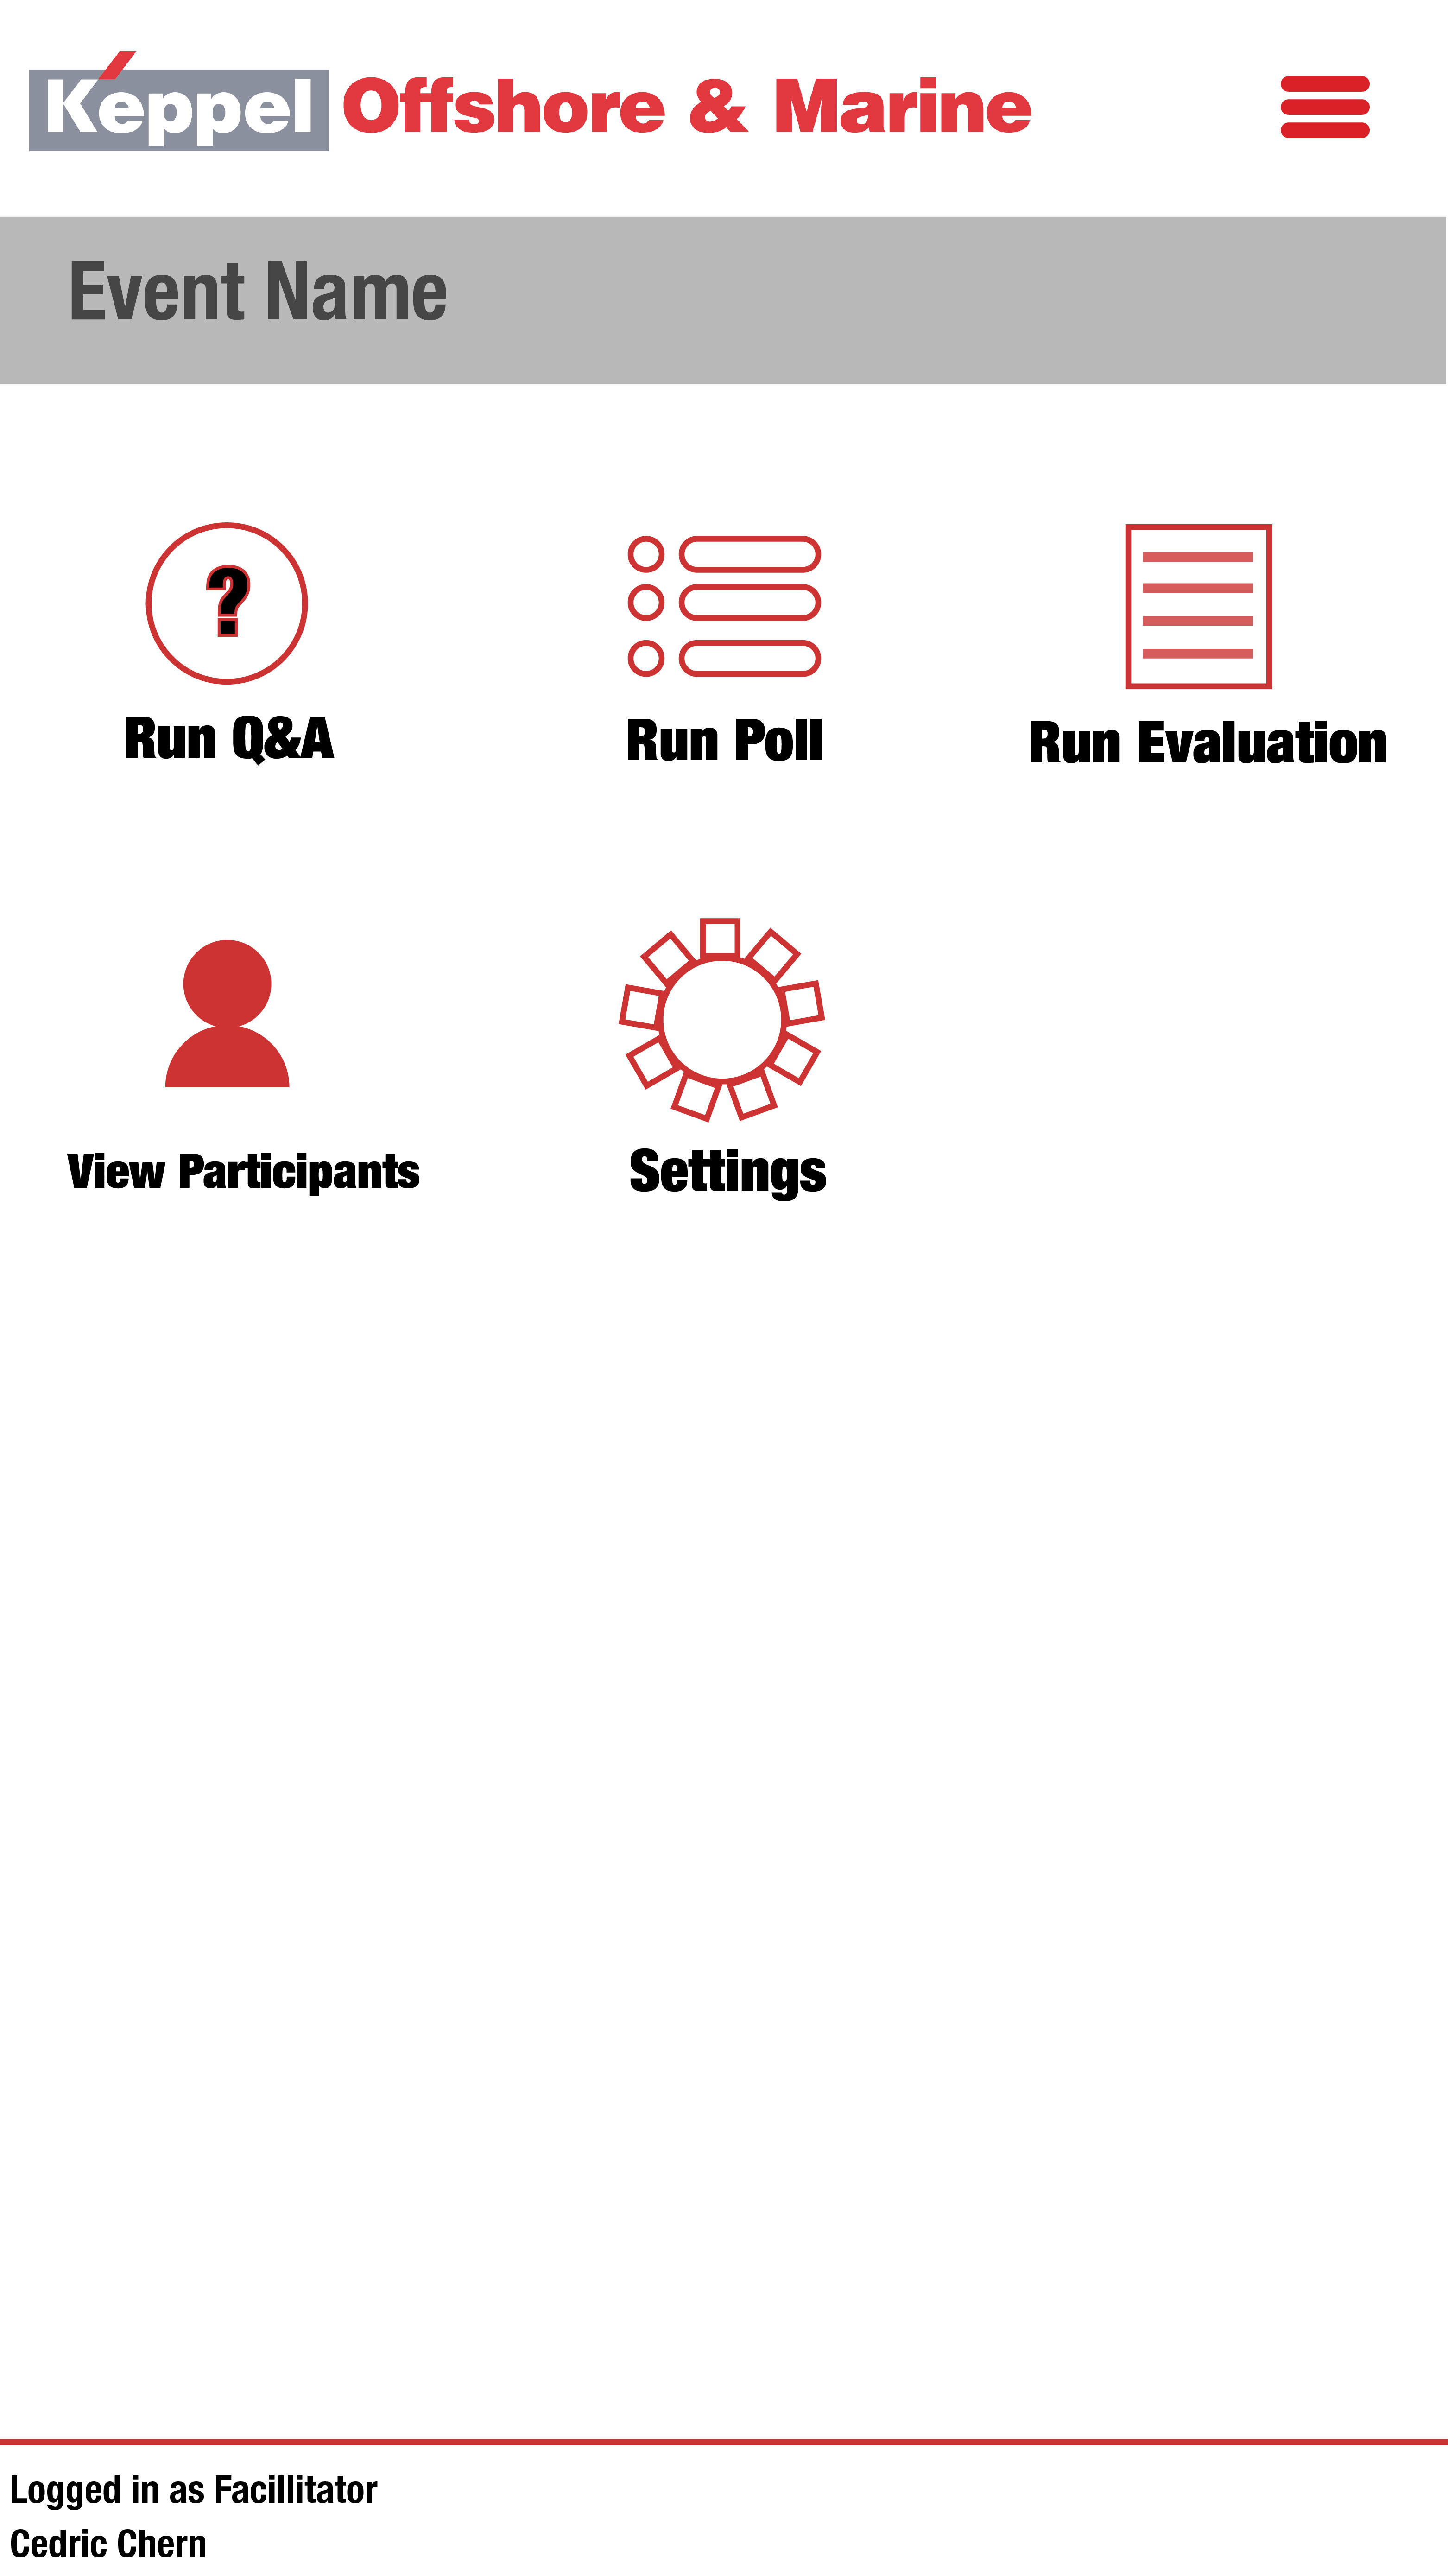 Keppel Offshore & Marine
Event Name
?
Run Q&A
Run Poll
Run Evaluation
View Participants
Settings
Logged in as Facillitator
Cedric Chern